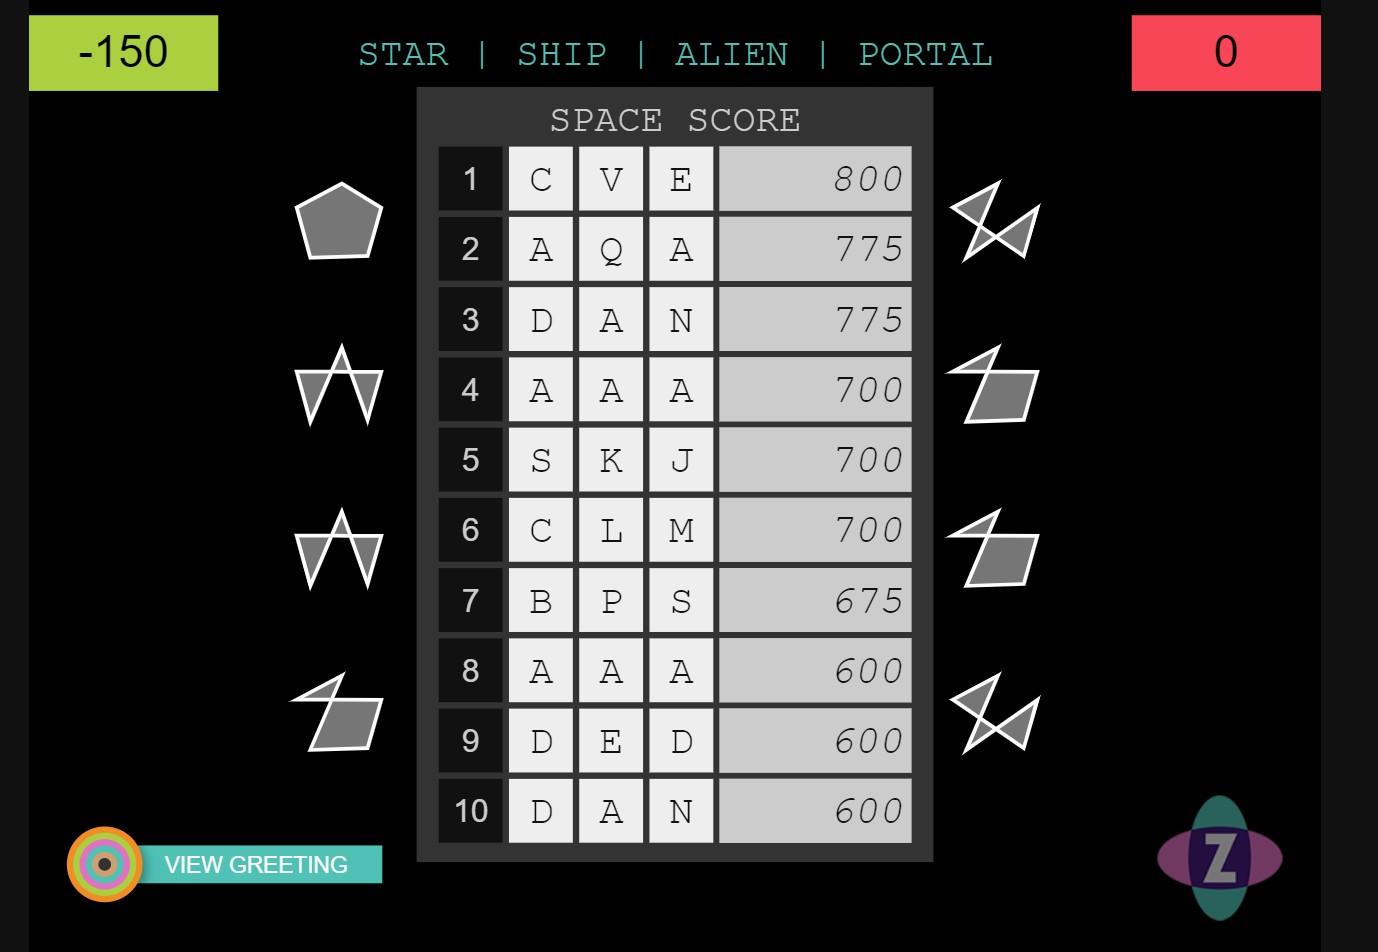 -150
STAR | SHIP | ALIEN | PORTAL
0
SPACE SCORE
1 C V E 800
2 A Q A 775
3 D A N 775
4 A A A 700
5 S K J 700
6 C L M 700
7 B P S 675
8 A A A 600
9 D E D 600
10 D A N 600
VIEW GREETING
Z